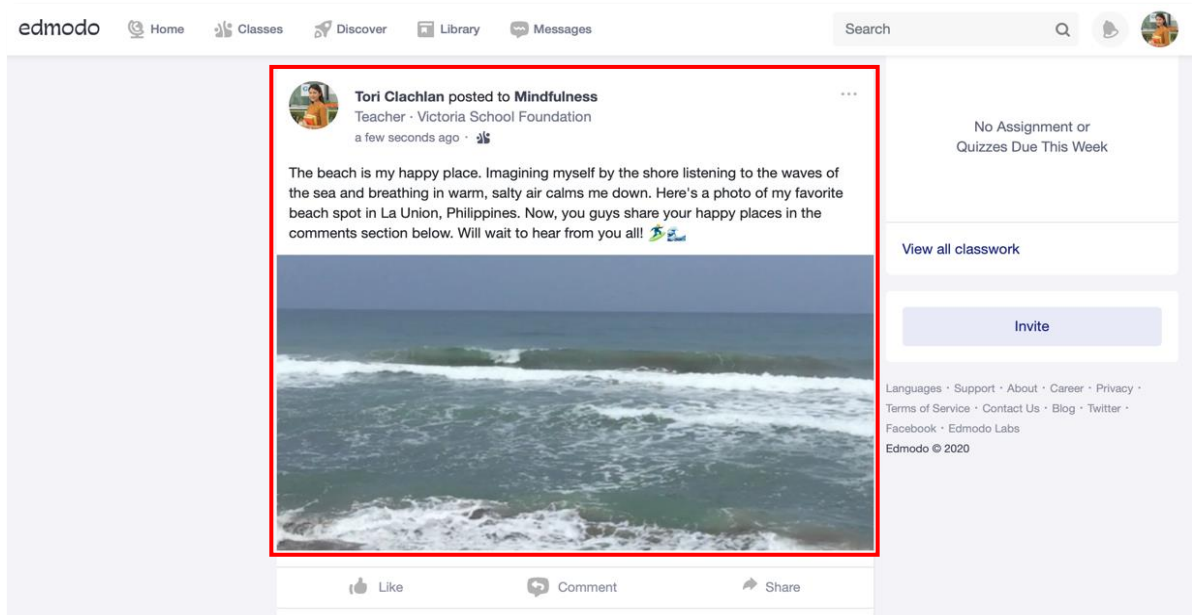 edmodo Home Classes Discover Library Messages Search
Tori Clachlan posted to Mindfulness
Teacher · Victoria School Foundation
a few seconds ago ·
The beach is my happy place. Imagining myself by the shore listening to the waves of
the sea and breathing in warm, salty air calms me down. Here's a photo of my favorite
beach spot in La Union, Philippines. Now, you guys share your happy places in the
comments section below. Will wait to hear from you all!
Like Comment Share
No Assignment or
Quizzes Due This Week
View all classwork
Invite
Languages · Support · About · Career · Privacy ·
Terms of Service · Contact Us · Blog · Twitter ·
Facebook · Edmodo Labs
Edmodo © 2020